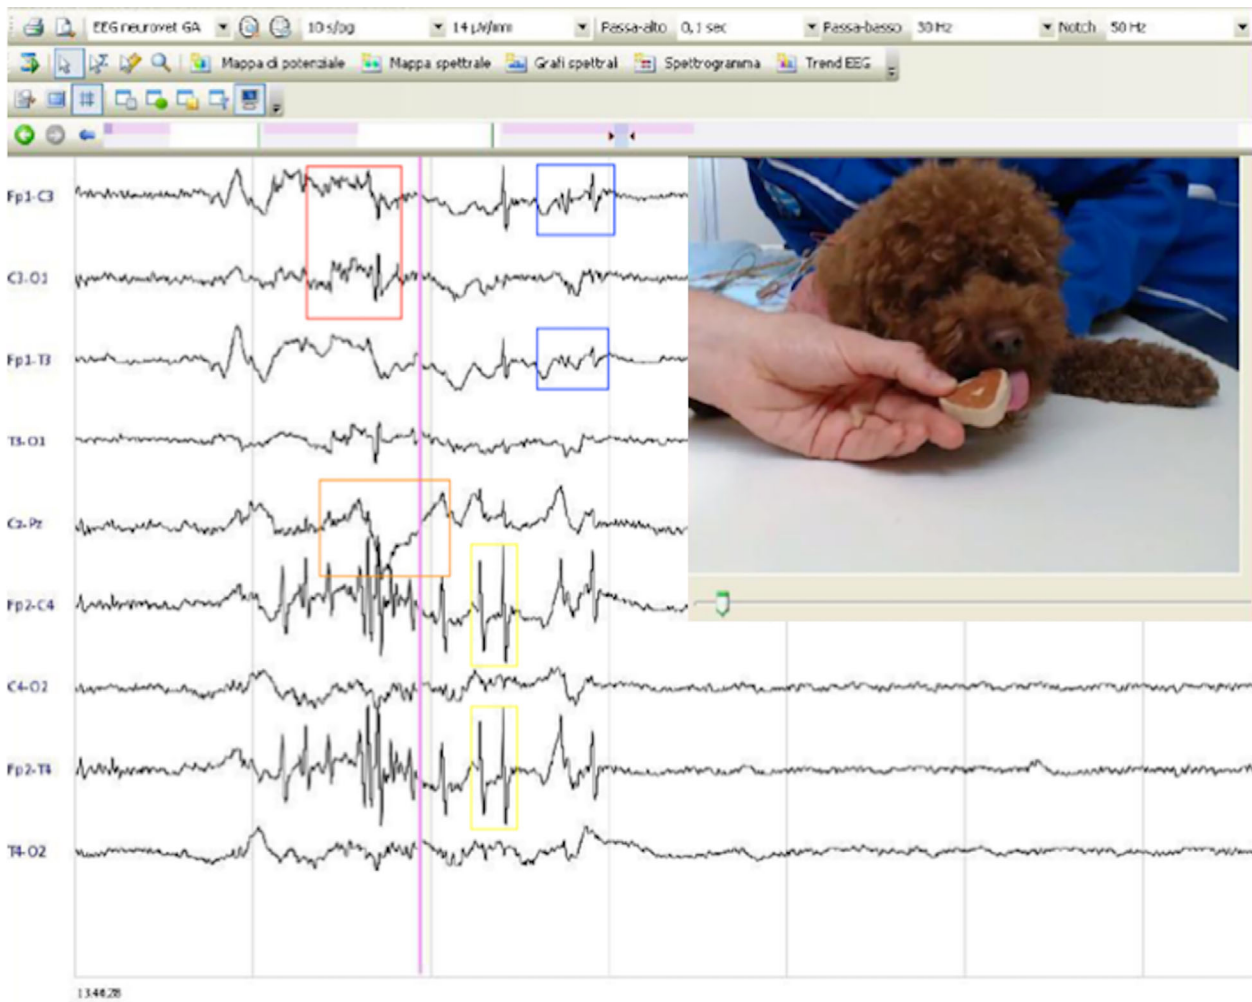 EEG neurovet GA 10 s/pg 14 µV/mm Passa-alto 0,1 sec Passa-basso 30 Hz Notch 50 Hz
Mappa di potenziale Mappa spettrale Grafi spettral Spettrogramma Trend EEG
Fp1-C3
C3-O1
Fp1-T3
T3-O1
Cz-Pz
Fp2-C4
C4-O2
Fp2-T4
T4-O2
13.46.28